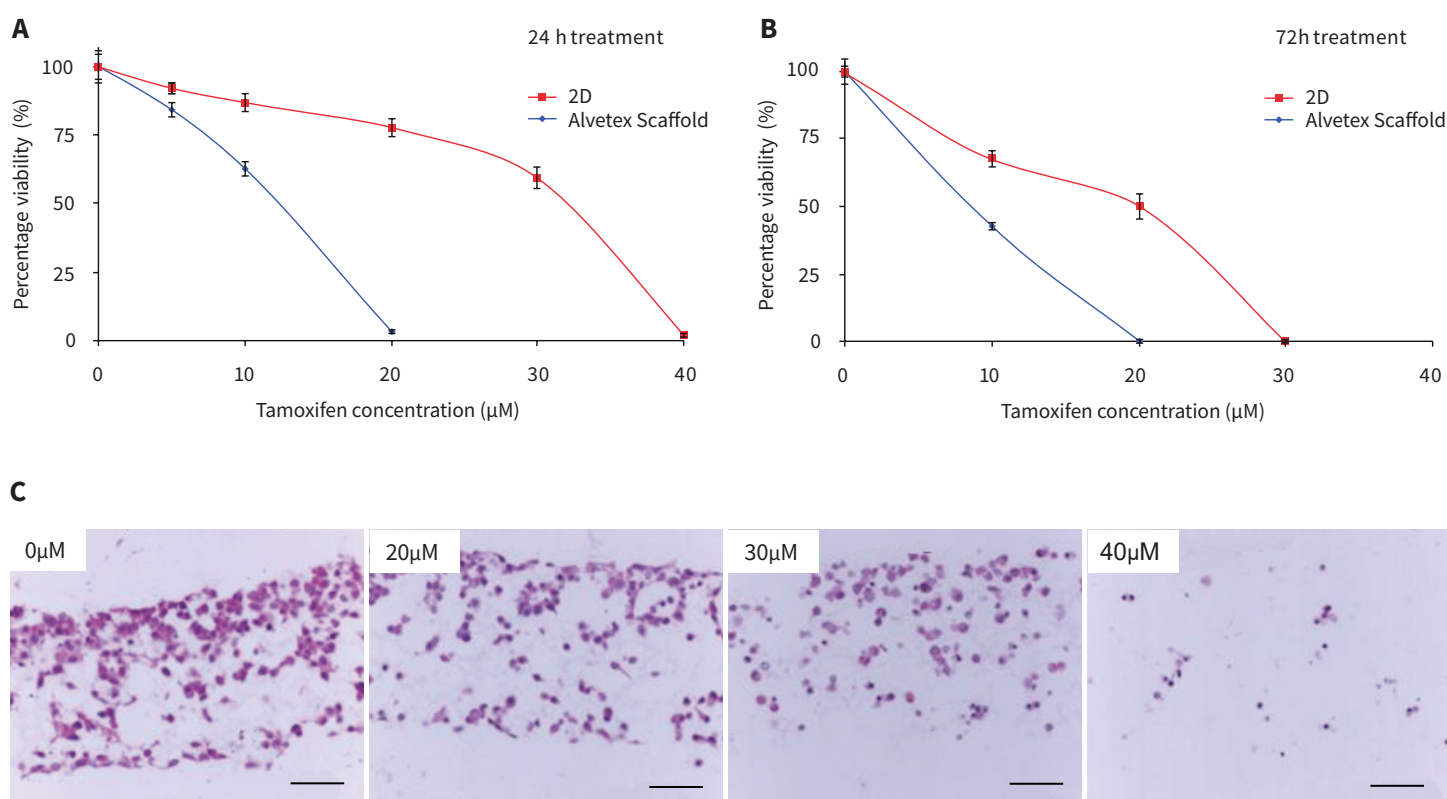 A
24 h treatment
2D
Alvetex Scaffold
Percentage viability (%)
100
75
50
25
0
0 10 20 30 40
Tamoxifen concentration (µM)
B
72h treatment
2D
Alvetex Scaffold
Percentage viability (%)
100
75
50
25
0
0 10 20 30 40
Tamoxifen concentration (µM)
C
0µM
20µM
30µM
40µM